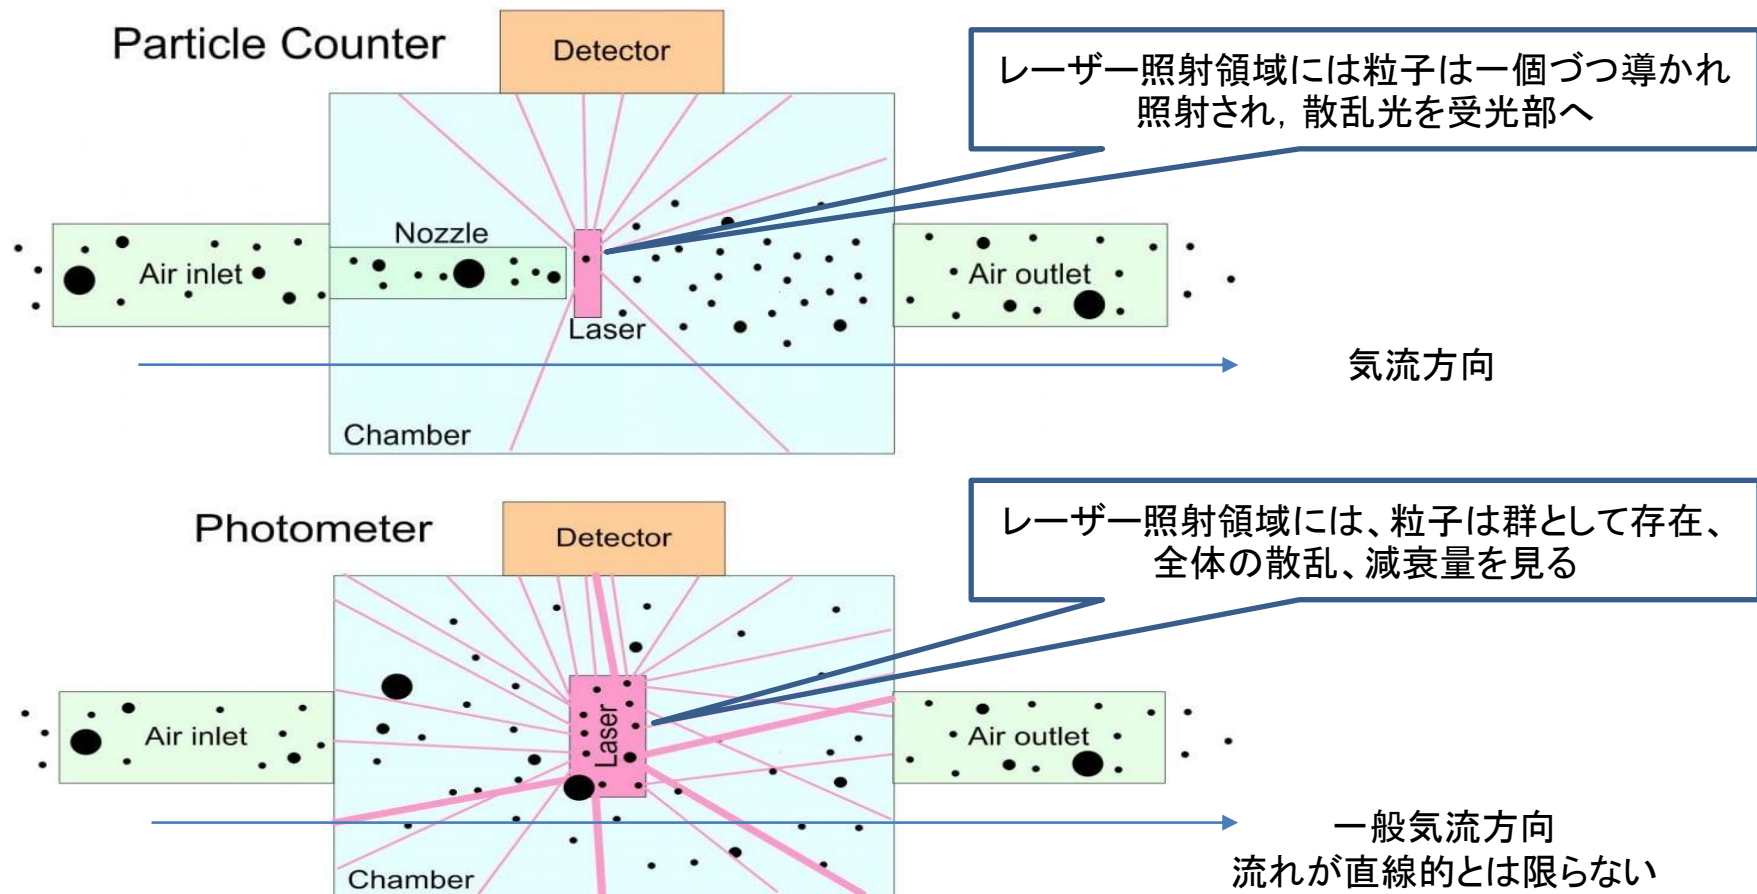 Particle Counter
Detector
レーザー照射領域には粒子は一個づつ導かれ
照射され, 散乱光を受光部へ
Nozzle
Air inlet
Air outlet
Laser
気流方向
Chamber
Photometer
Detector
レーザー照射領域には、粒子は群として存在、
全体の散乱、減衰量を見る
Air inlet
Laser
Air outlet
一般気流方向
流れが直線的とは限らない
Chamber